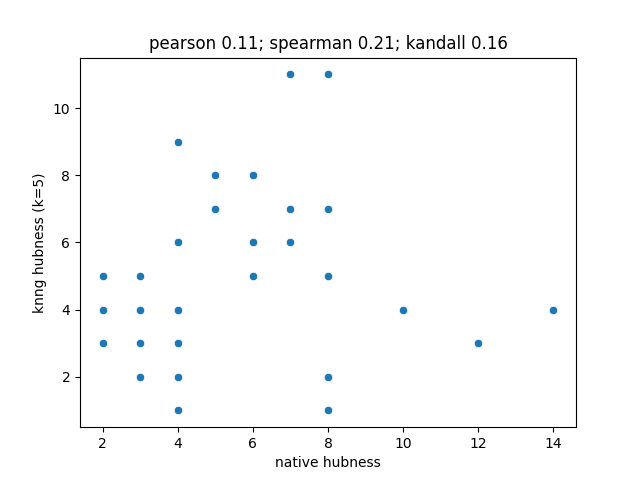 pearson 0.11; spearman 0.21; kandall 0.16
10
8
6
4
2
knng hubness (k=5)
2 4 6 8 10 12 14
native hubness